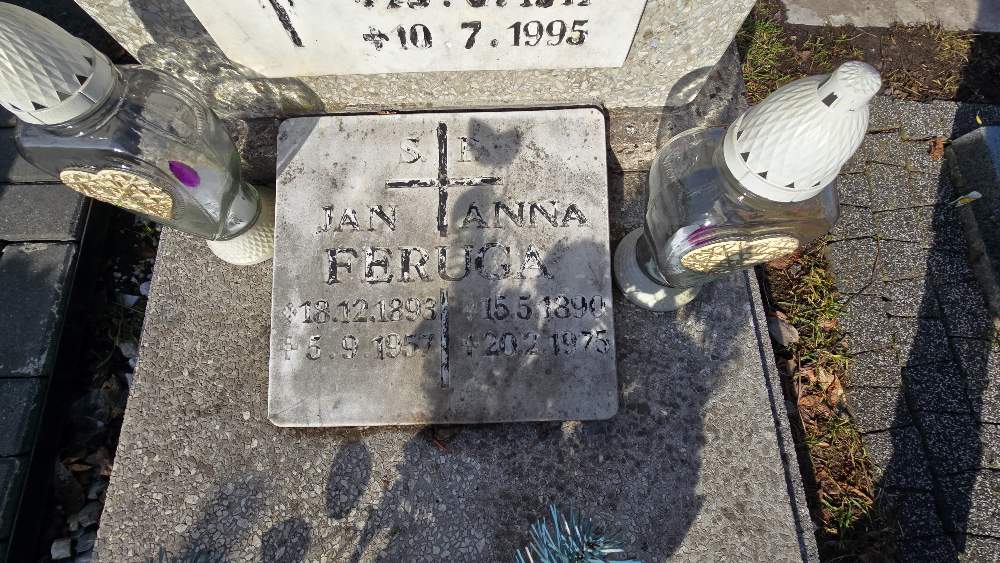 10.7.1995
S. P.
JAN ANNA
FERUGA
*18.12.1893 *15.5.1890
+5.9.1957 +20.2.1975